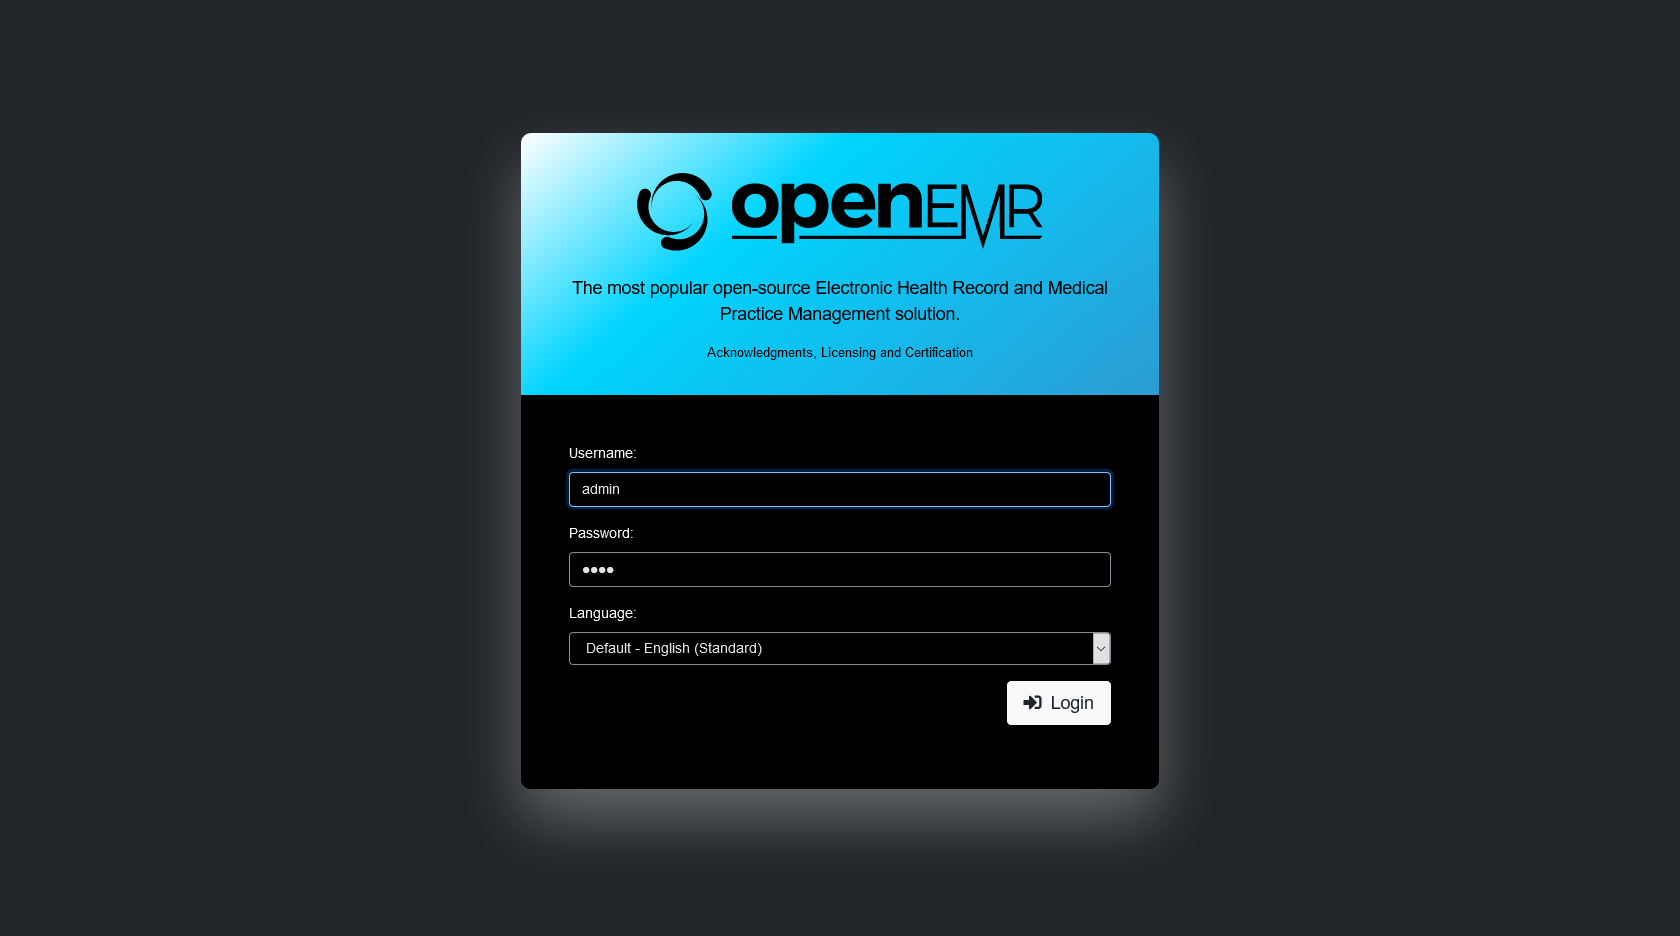 openEMR
The most popular open-source Electronic Health Record and Medical
Practice Management solution.
Acknowledgments, Licensing and Certification
Username:
admin
Password:
••••
Language:
Default - English (Standard)
Login